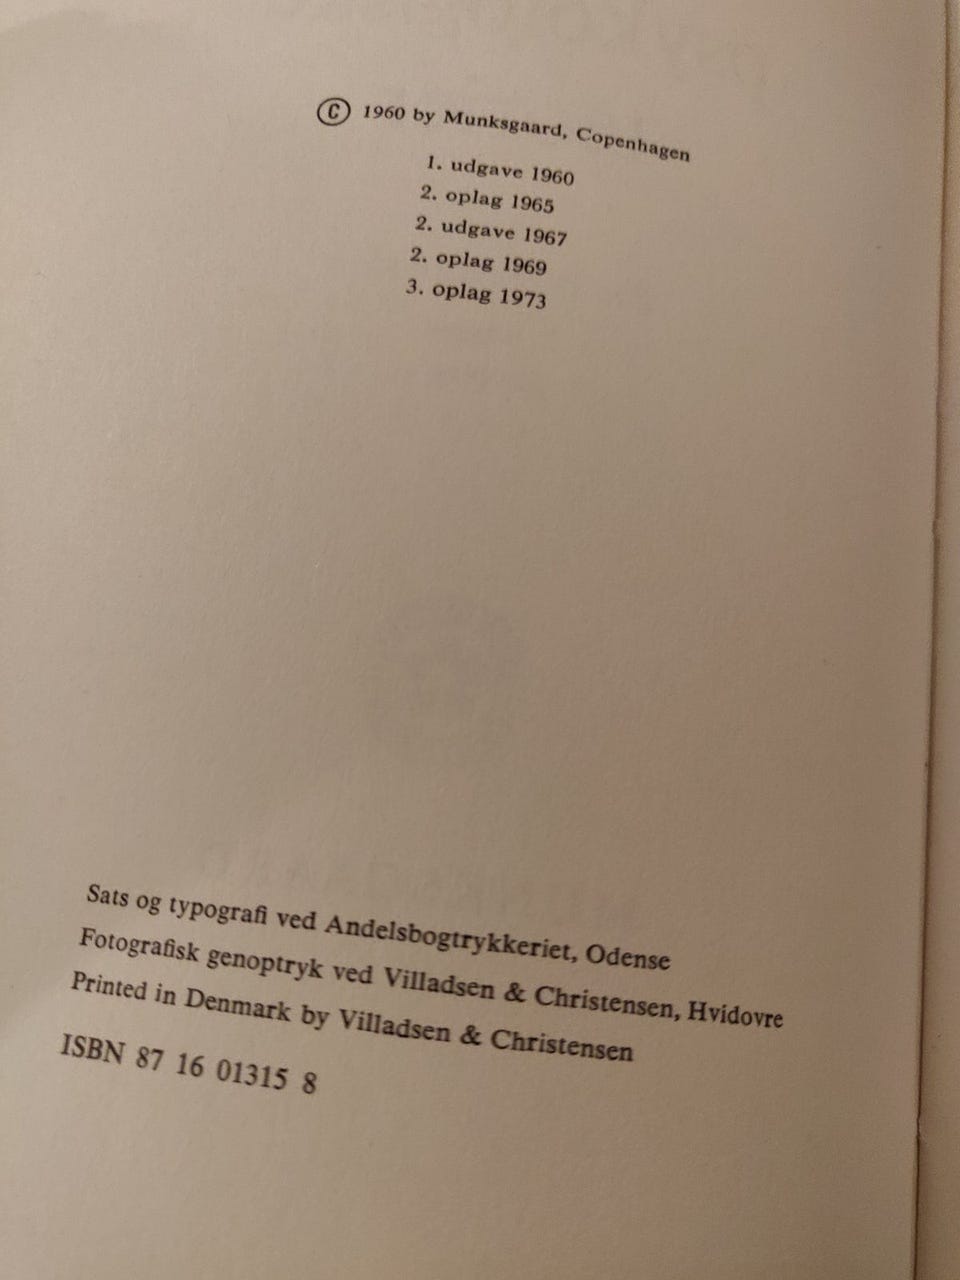 © 1960 by Munksgaard, Copenhagen
1. udgave 1960
2. oplag 1965
2. udgave 1967
2. oplag 1969
3. oplag 1973
Sats og typografi ved Andelsbogtrykkeriet, Odense
Fotografisk genoptryk ved Villadsen & Christensen, Hvidovre
Printed in Denmark by Villadsen & Christensen
ISBN 87 16 01315 8